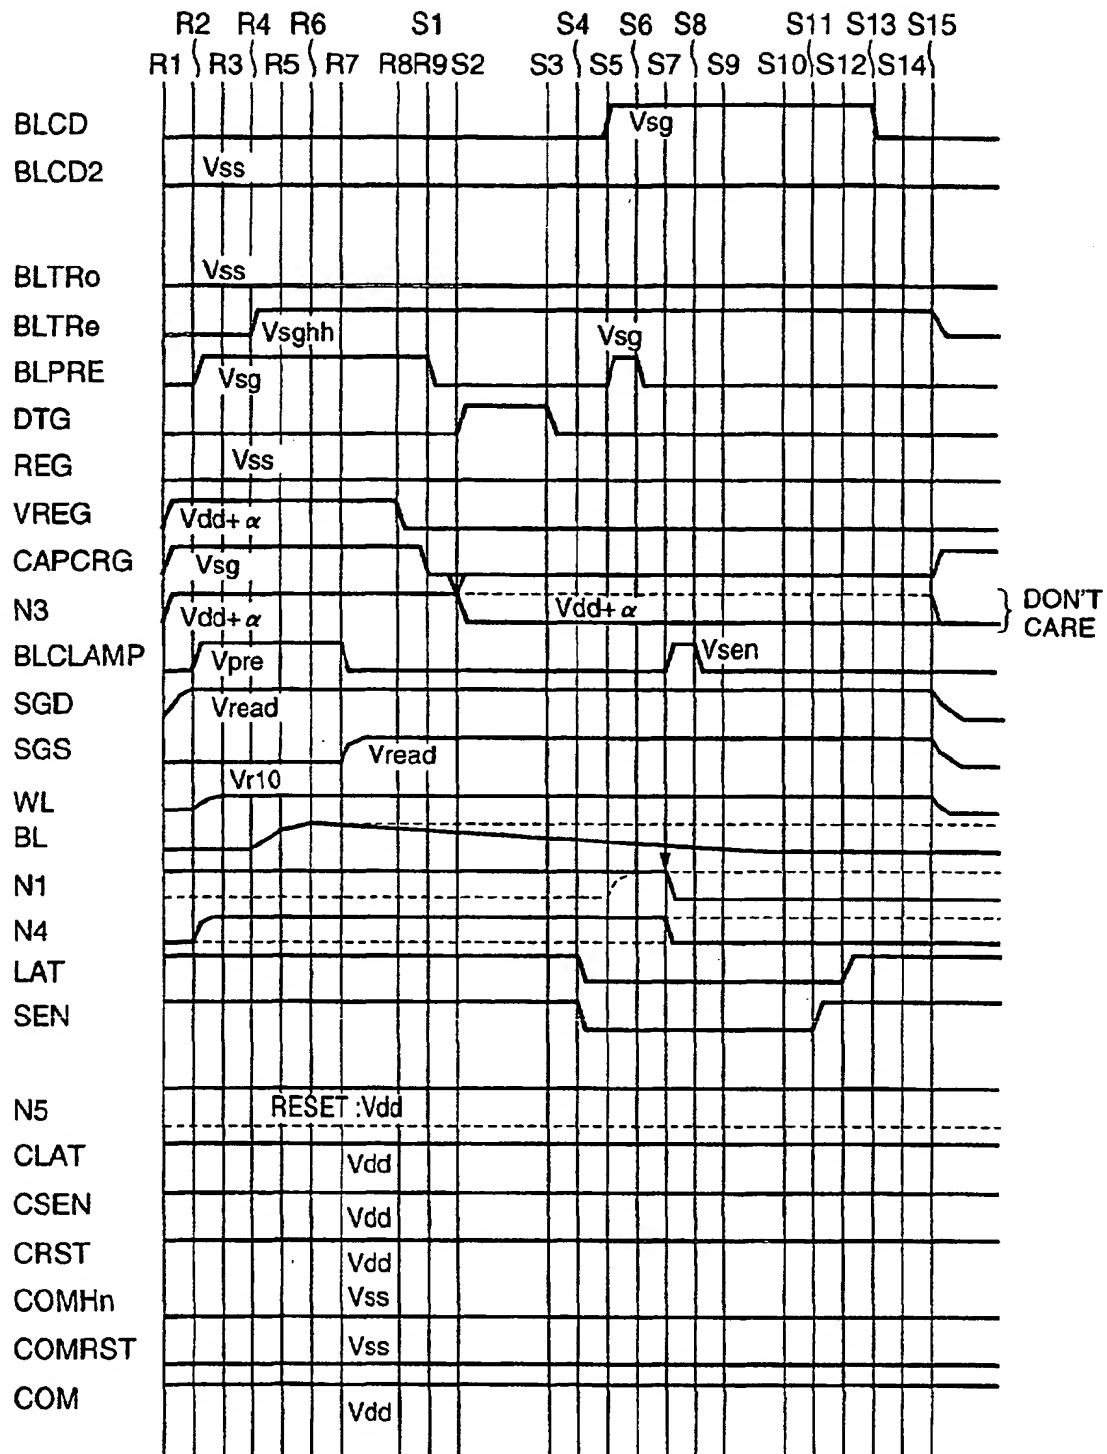 R2 R4 R6 S1 S4 S6 S8 S11 S13 S15
R1 R3 R5 R7 R8R9 S2 S3 S5 S7 S9 S10 S12 S14
BLCD Vsg
BLCD2 Vss
BLTRo Vss
BLTRe Vsghh Vsg
BLPRE Vsg
DTG
REG Vss
VREG Vdd+α
CAPCRG Vsg
N3 Vdd+α Vdd+α DON'T
CARE
BLCLAMP Vpre Vsen
SGD Vread
SGS Vread
WL Vr10
BL
N1
N4
LAT
SEN
N5 RESET :Vdd
CLAT Vdd
CSEN Vdd
CRST Vdd
COMHn Vss
COMRST Vss
COM Vdd